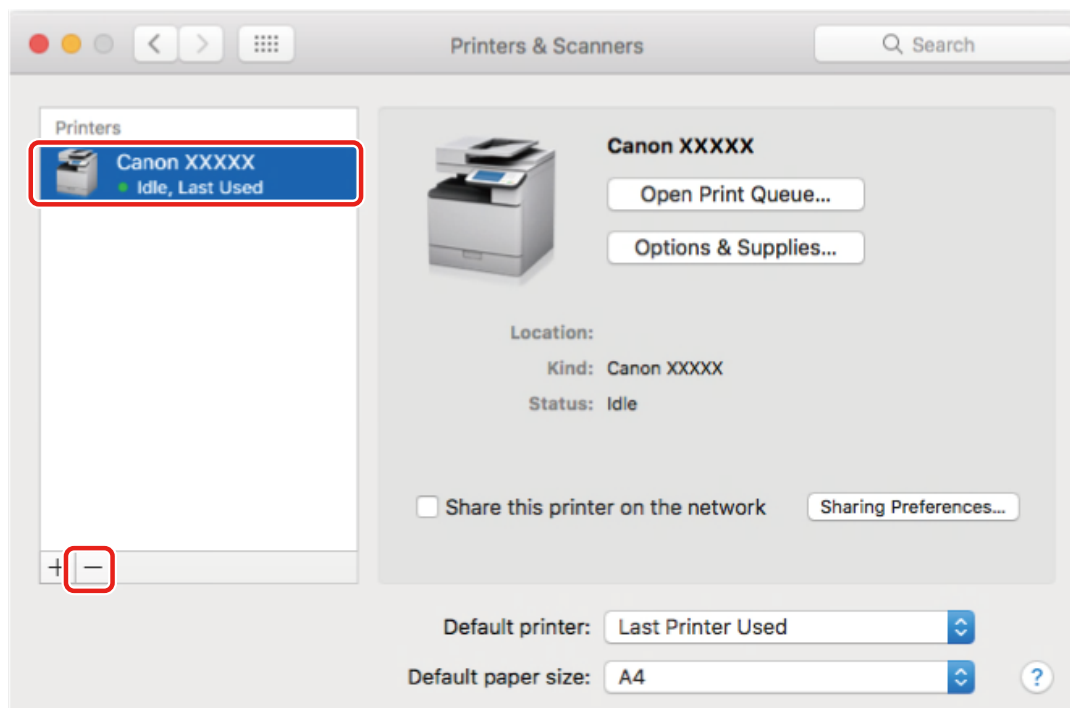 Printers & Scanners
Search
Printers
Canon XXXXX
Idle, Last Used
Canon XXXXX
Open Print Queue...
Options & Supplies...
Location:
Kind: Canon XXXXX
Status: Idle
Share this printer on the network
Sharing Preferences...
+ −
Default printer: Last Printer Used
Default paper size: A4
?